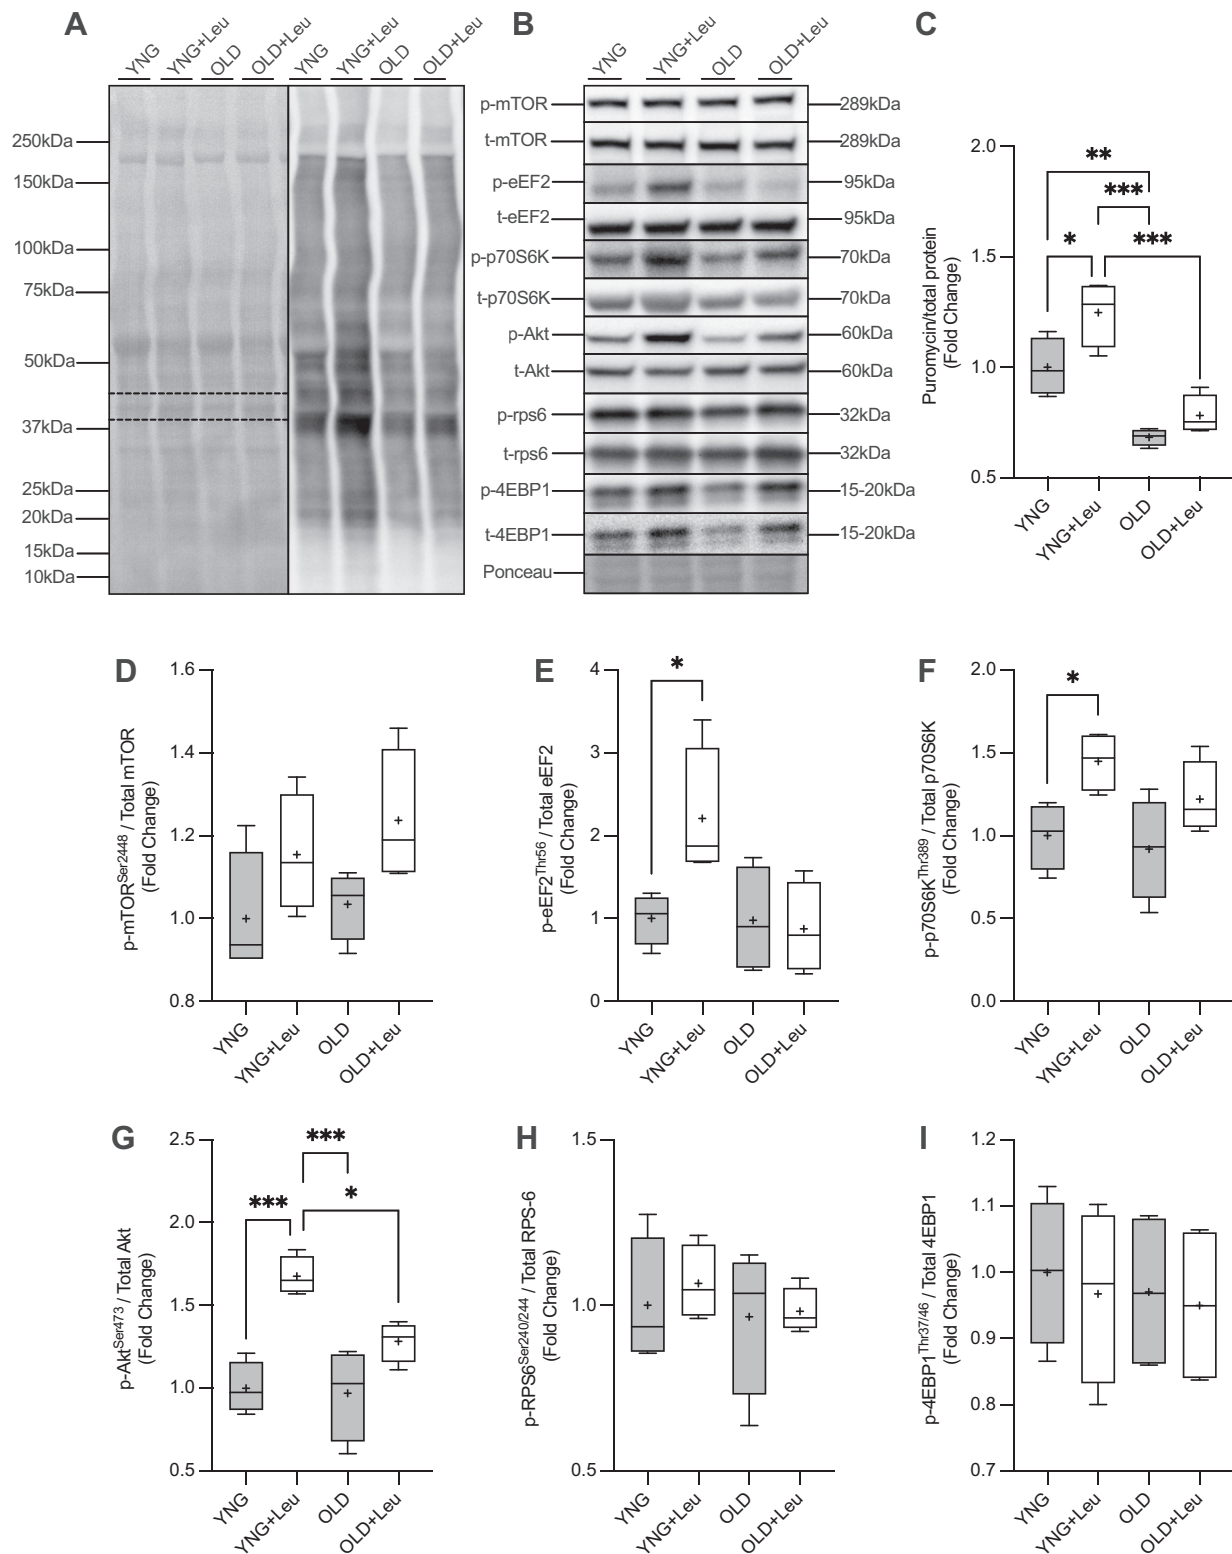 A
YNG
YNG+Leu
OLD
OLD+Leu
YNG
YNG+Leu
OLD
OLD+Leu
250kDa
150kDa
100kDa
75kDa
50kDa
37kDa
25kDa
20kDa
15kDa
10kDa
B
YNG
YNG+Leu
OLD
OLD+Leu
p-mTOR 289kDa
t-mTOR 289kDa
p-eEF2 95kDa
t-eEF2 95kDa
p-p70S6K 70kDa
t-p70S6K 70kDa
p-Akt 60kDa
t-Akt 60kDa
p-rps6 32kDa
t-rps6 32kDa
p-4EBP1 15-20kDa
t-4EBP1 15-20kDa
Ponceau
C
Puromycin/total protein
(Fold Change)
2.0
1.5
1.0
0.5
**
***
* ***
YNG
YNG+Leu
OLD
OLD+Leu
D
p-mTORSer2448 / Total mTOR
(Fold Change)
1.6
1.4
1.2
1.0
0.8
YNG
YNG+Leu
OLD
OLD+Leu
E
p-eEF2Thr56 / Total eEF2
(Fold Change)
4
3
2
1
0
*
YNG
YNG+Leu
OLD
OLD+Leu
F
p-p70S6KThr389 / Total p70S6K
(Fold Change)
2.0
1.5
1.0
0.5
0.0
*
YNG
YNG+Leu
OLD
OLD+Leu
G
p-AktSer473 / Total Akt
(Fold Change)
2.5
2.0
1.5
1.0
0.5
***
*** *
YNG
YNG+Leu
OLD
OLD+Leu
H
p-RPS6Ser240/244 / Total RPS-6
(Fold Change)
1.5
1.0
0.5
YNG
YNG+Leu
OLD
OLD+Leu
I
p-4EBP1Thr37/46 / Total 4EBP1
(Fold Change)
1.2
1.1
1.0
0.9
0.8
0.7
YNG
YNG+Leu
OLD
OLD+Leu